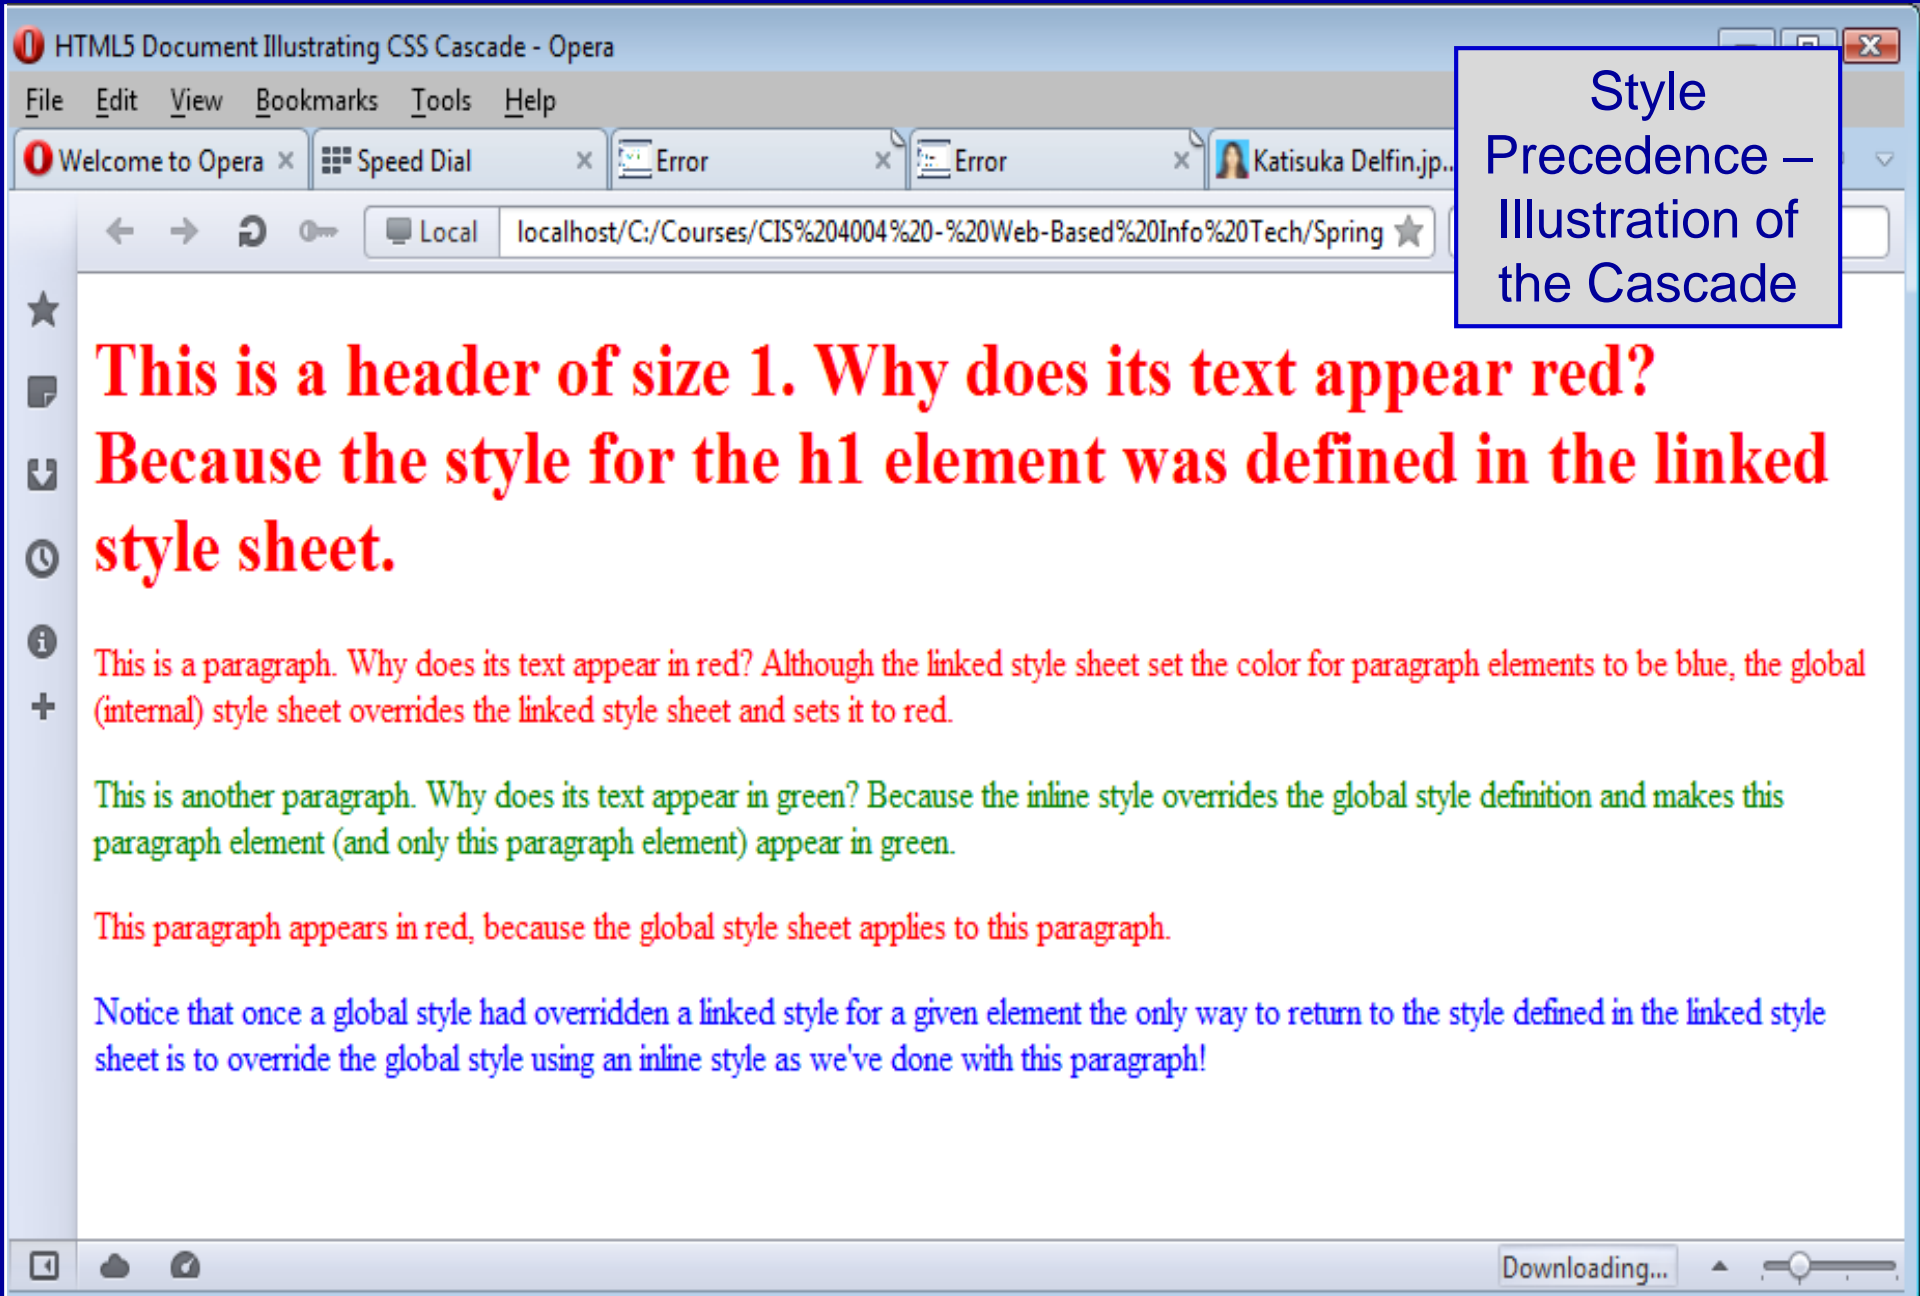 HTML5 Document Illustrating CSS Cascade - Opera
File Edit View Bookmarks Tools Help
Welcome to Opera Speed Dial Error Error Katisuka Delfin.jp...
Local localhost/C:/Courses/CIS%204004%20-%20Web-Based%20Info%20Tech/Spring
Style
Precedence –
Illustration of
the Cascade
This is a header of size 1. Why does its text appear red?
Because the style for the h1 element was defined in the linked
style sheet.
This is a paragraph. Why does its text appear in red? Although the linked style sheet set the color for paragraph elements to be blue, the global
(internal) style sheet overrides the linked style sheet and sets it to red.
This is another paragraph. Why does its text appear in green? Because the inline style overrides the global style definition and makes this
paragraph element (and only this paragraph element) appear in green.
This paragraph appears in red, because the global style sheet applies to this paragraph.
Notice that once a global style had overridden a linked style for a given element the only way to return to the style defined in the linked style
sheet is to override the global style using an inline style as we've done with this paragraph!
Downloading...